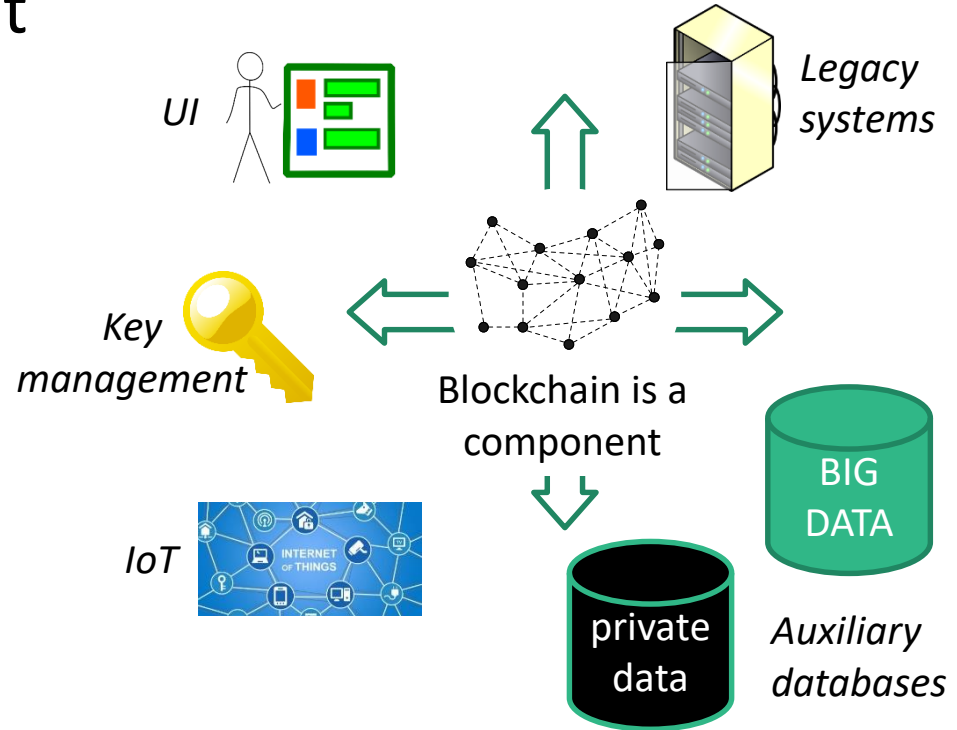 t
UI
Legacy
systems
Key
management
Blockchain is a
component
BIG
DATA
IoT
INTERNET
OF THINGS
private
data
Auxiliary
databases